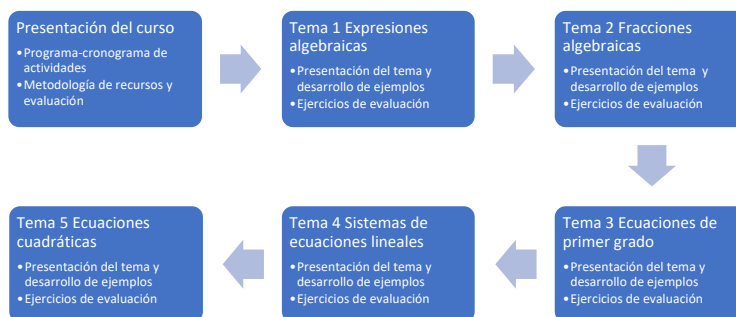 Presentación del curso
•Programa-cronograma de
actividades
•Metodología de recursos y
evaluación
Tema 1 Expresiones
algebraicas
•Presentación del tema y
desarrollo de ejemplos
•Ejercicios de evaluación
Tema 2 Fracciones
algebraicas
•Presentación del tema y
desarrollo de ejemplos
•Ejercicios de evaluación
Tema 3 Ecuaciones de
primer grado
•Presentación del tema y
desarrollo de ejemplos
•Ejercicios de evaluación
Tema 4 Sistemas de
ecuaciones lineales
•Presentación del tema y
desarrollo de ejemplos
•Ejercicios de evaluación
Tema 5 Ecuaciones
cuadráticas
•Presentación del tema y
desarrollo de ejemplos
•Ejercicios de evaluación